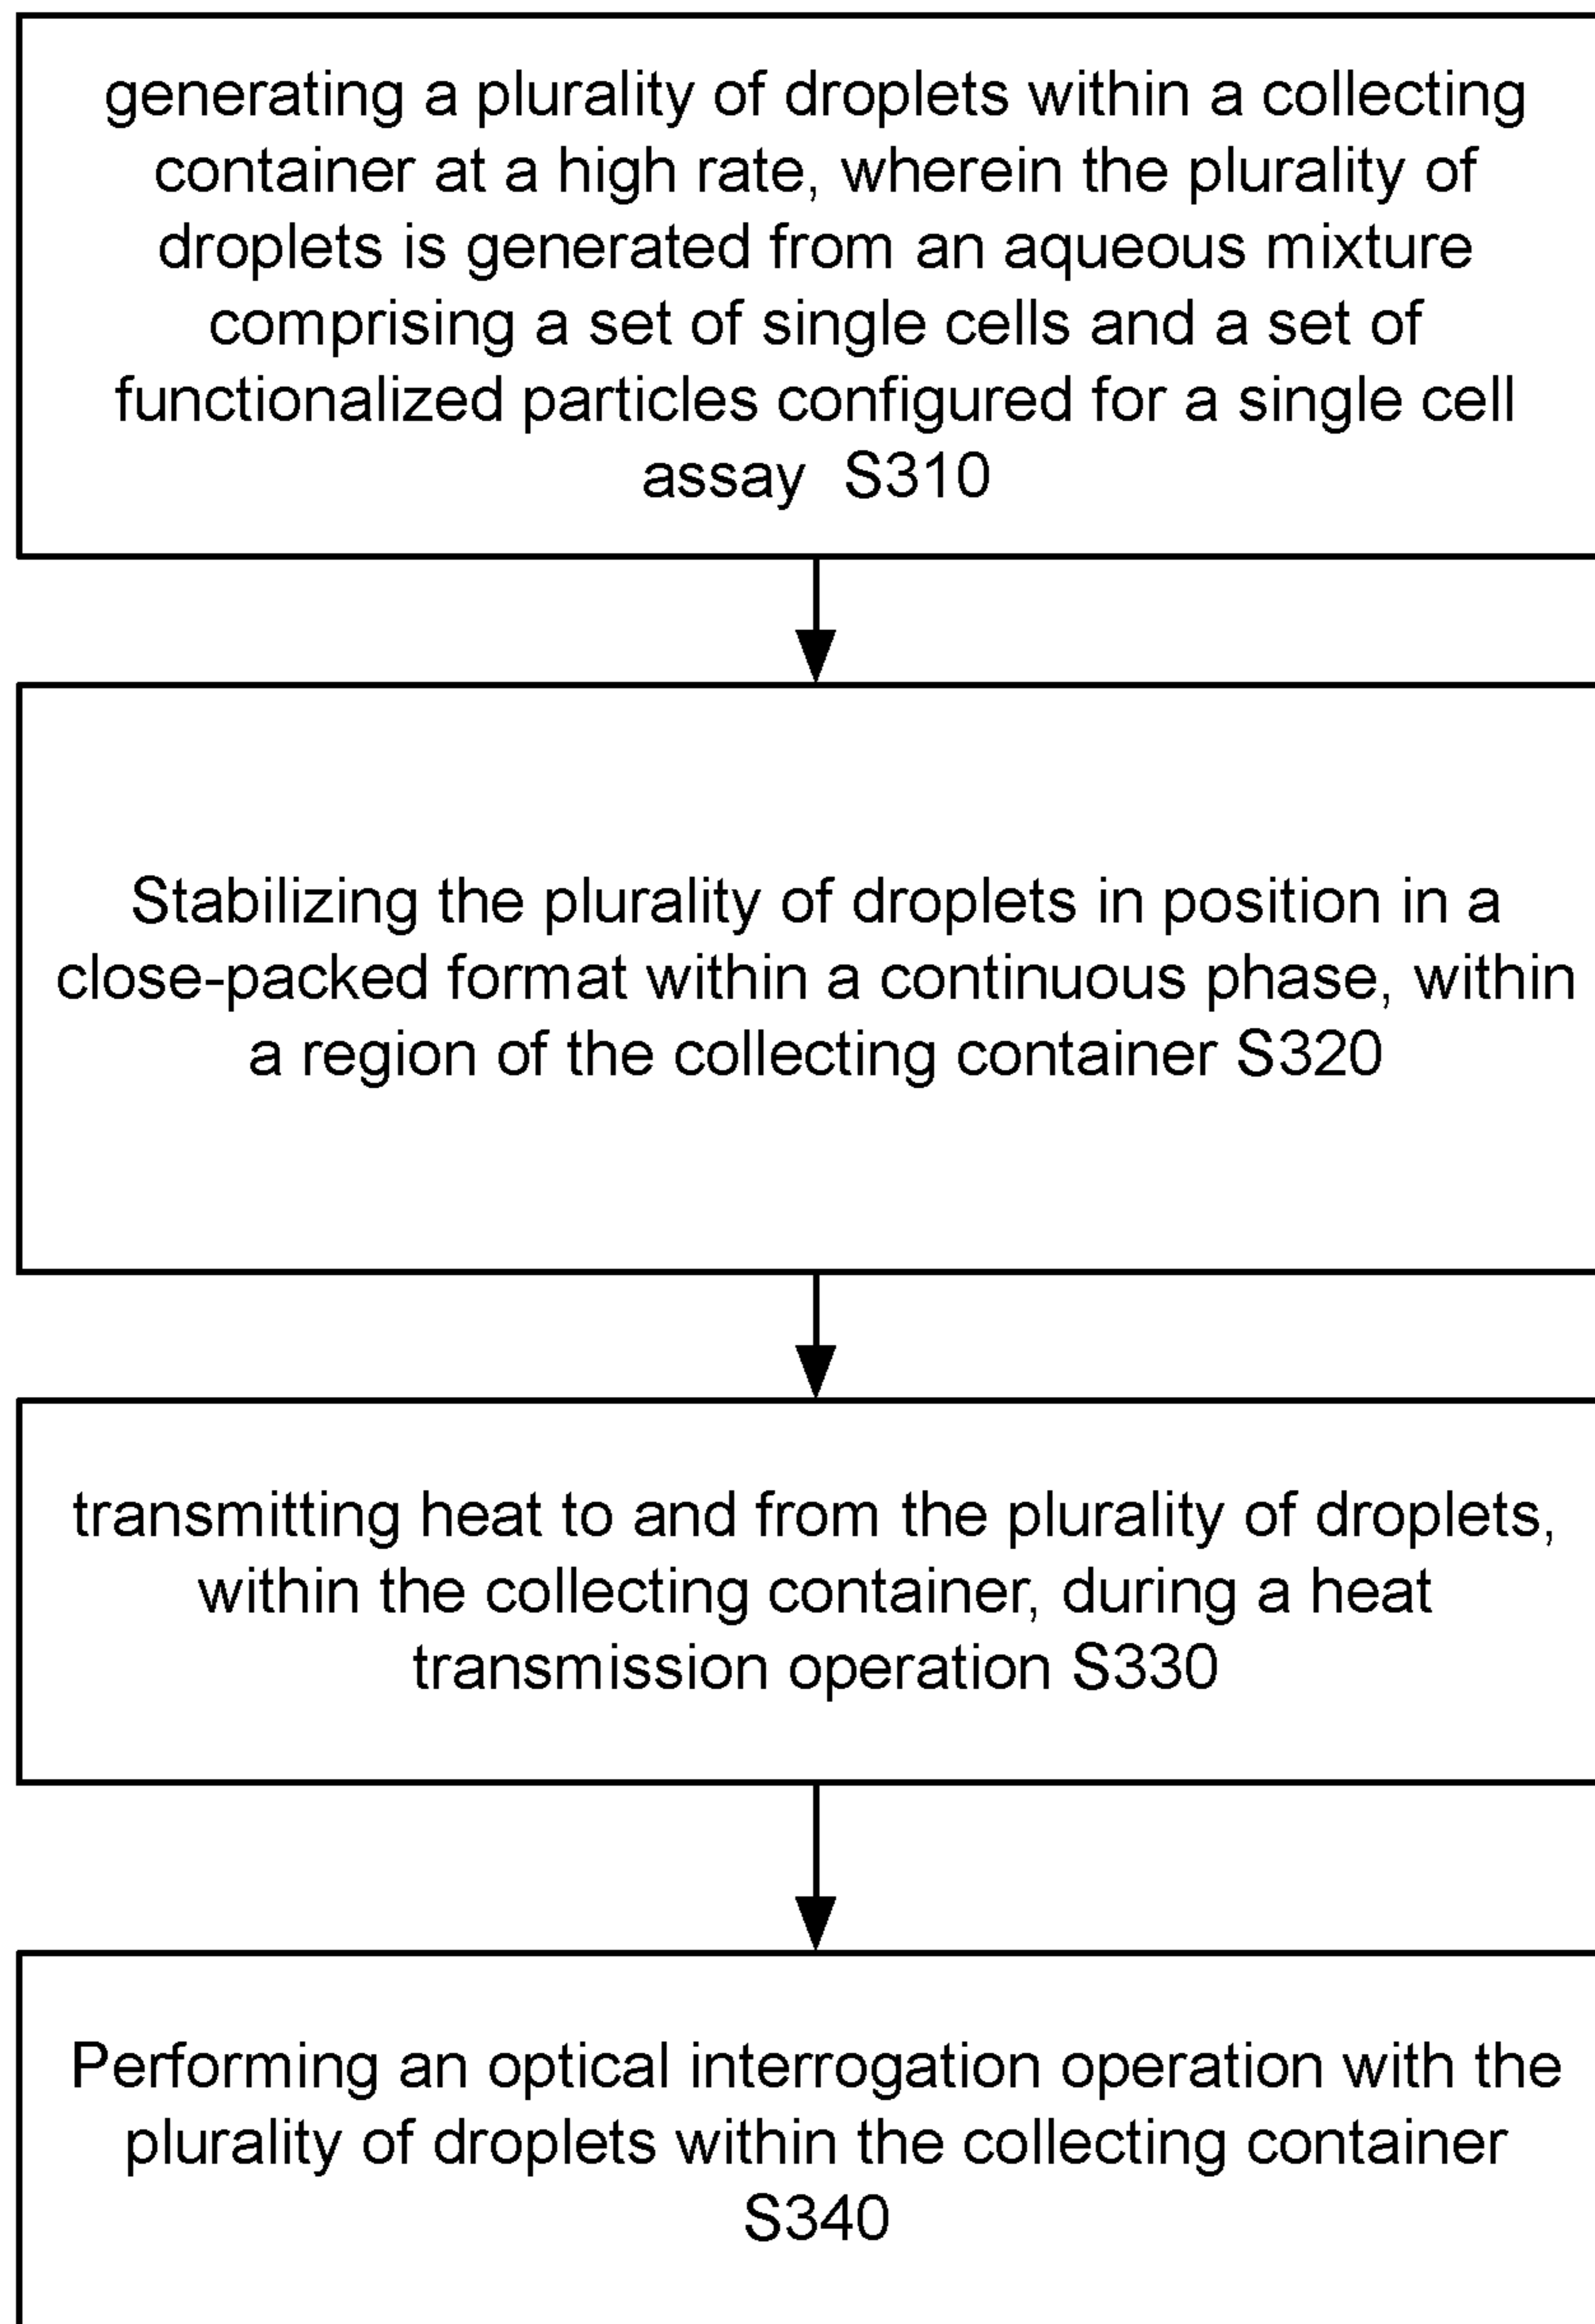 generating a plurality of droplets within a collecting
container at a high rate, wherein the plurality of
droplets is generated from an aqueous mixture
comprising a set of single cells and a set of
functionalized particles configured for a single cell
assay  S310
Stabilizing the plurality of droplets in position in a
close-packed format within a continuous phase, within
a region of the collecting container S320
transmitting heat to and from the plurality of droplets,
within the collecting container, during a heat
transmission operation S330
Performing an optical interrogation operation with the
plurality of droplets within the collecting container
S340